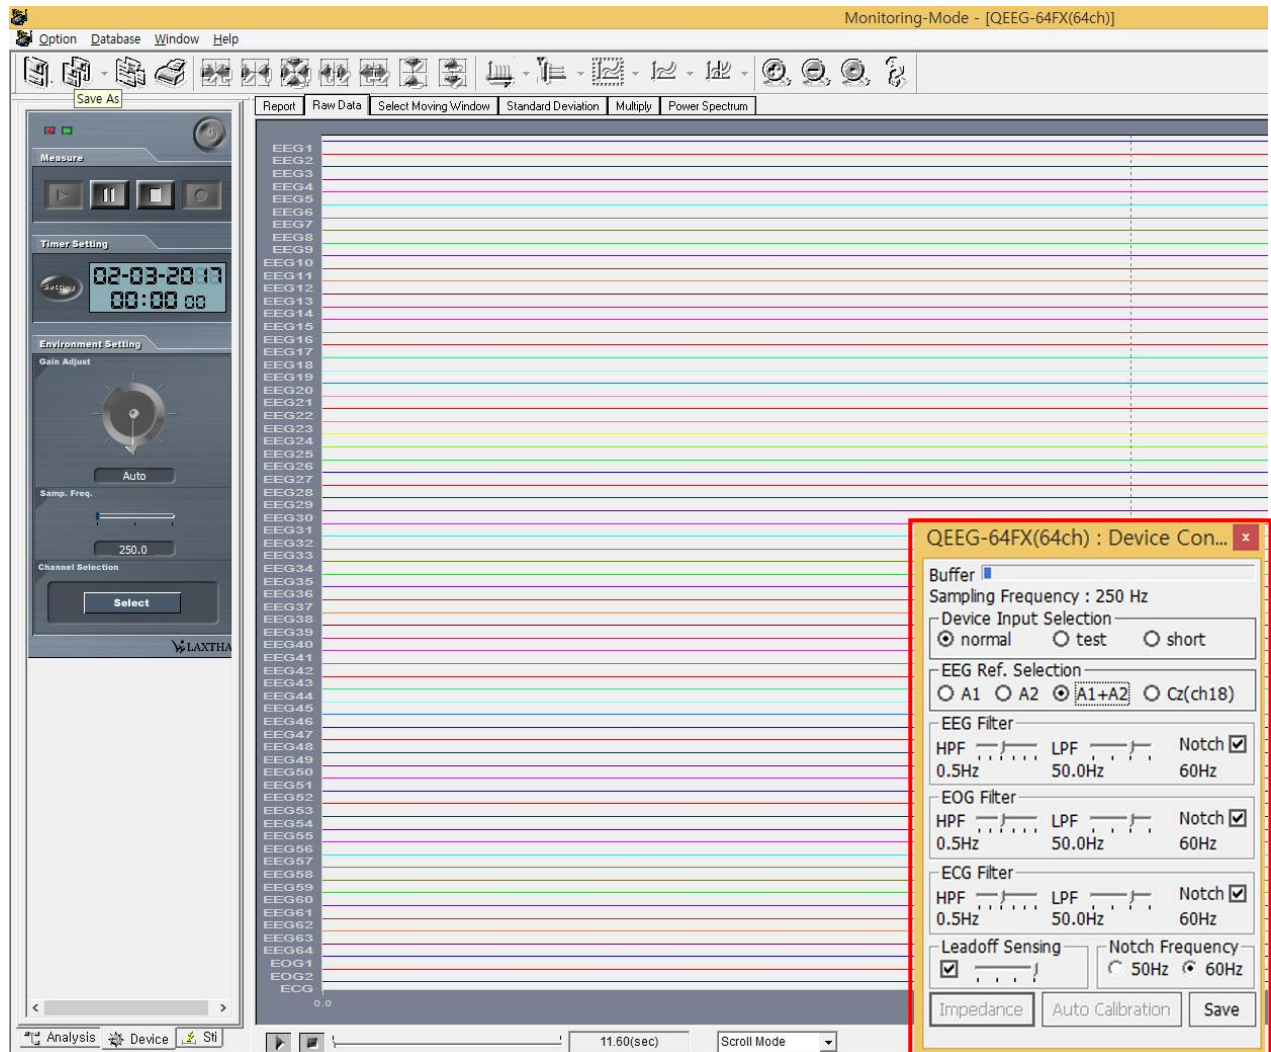 Monitoring-Mode - [QEEG-64FX(64ch)]
Option Database Window Help
Save As
Report Raw Data Select Moving Window Standard Deviation Multiply Power Spectrum
Measure
Timer Setting
Setting
02-03-2017
00:00 00
Environment Setting
Gain Adjust
Auto
Samp. Freq.
250.0
Channel Selection
Select
LAXTHA
EEG1
EEG2
EEG3
EEG4
EEG5
EEG6
EEG7
EEG8
EEG9
EEG10
EEG11
EEG12
EEG13
EEG14
EEG15
EEG16
EEG17
EEG18
EEG19
EEG20
EEG21
EEG22
EEG23
EEG24
EEG25
EEG26
EEG27
EEG28
EEG29
EEG30
EEG31
EEG32
EEG33
EEG34
EEG35
EEG36
EEG37
EEG38
EEG39
EEG40
EEG41
EEG42
EEG43
EEG44
EEG45
EEG46
EEG47
EEG48
EEG49
EEG50
EEG51
EEG52
EEG53
EEG54
EEG55
EEG56
EEG57
EEG58
EEG59
EEG60
EEG61
EEG62
EEG63
EEG64
EOG1
EOG2
ECG
0.0
QEEG-64FX(64ch) : Device Con... x
Buffer
Sampling Frequency : 250 Hz
Device Input Selection
normal test short
EEG Ref. Selection
A1 A2 A1+A2 Cz(ch18)
EEG Filter
HPF LPF Notch
0.5Hz 50.0Hz 60Hz
EOG Filter
HPF LPF Notch
0.5Hz 50.0Hz 60Hz
ECG Filter
HPF LPF Notch
0.5Hz 50.0Hz 60Hz
Leadoff Sensing Notch Frequency
50Hz 60Hz
Impedance Auto Calibration Save
Analysis Device Sti
11.60(sec) Scroll Mode